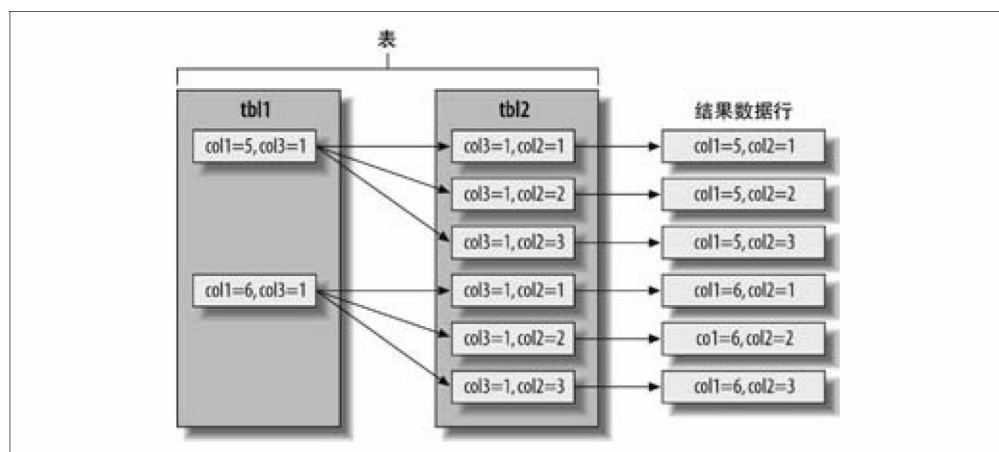 表
tbl1
tbl2
结果数据行
col1=5, col3=1
col3=1, col2=1
col1=5, col2=1
col3=1, col2=2
col1=5, col2=2
col3=1, col2=3
col1=5, col2=3
col1=6, col3=1
col3=1, col2=1
col1=6, col2=1
col3=1, col2=2
co1=6, col2=2
col3=1, col2=3
col1=6, col2=3